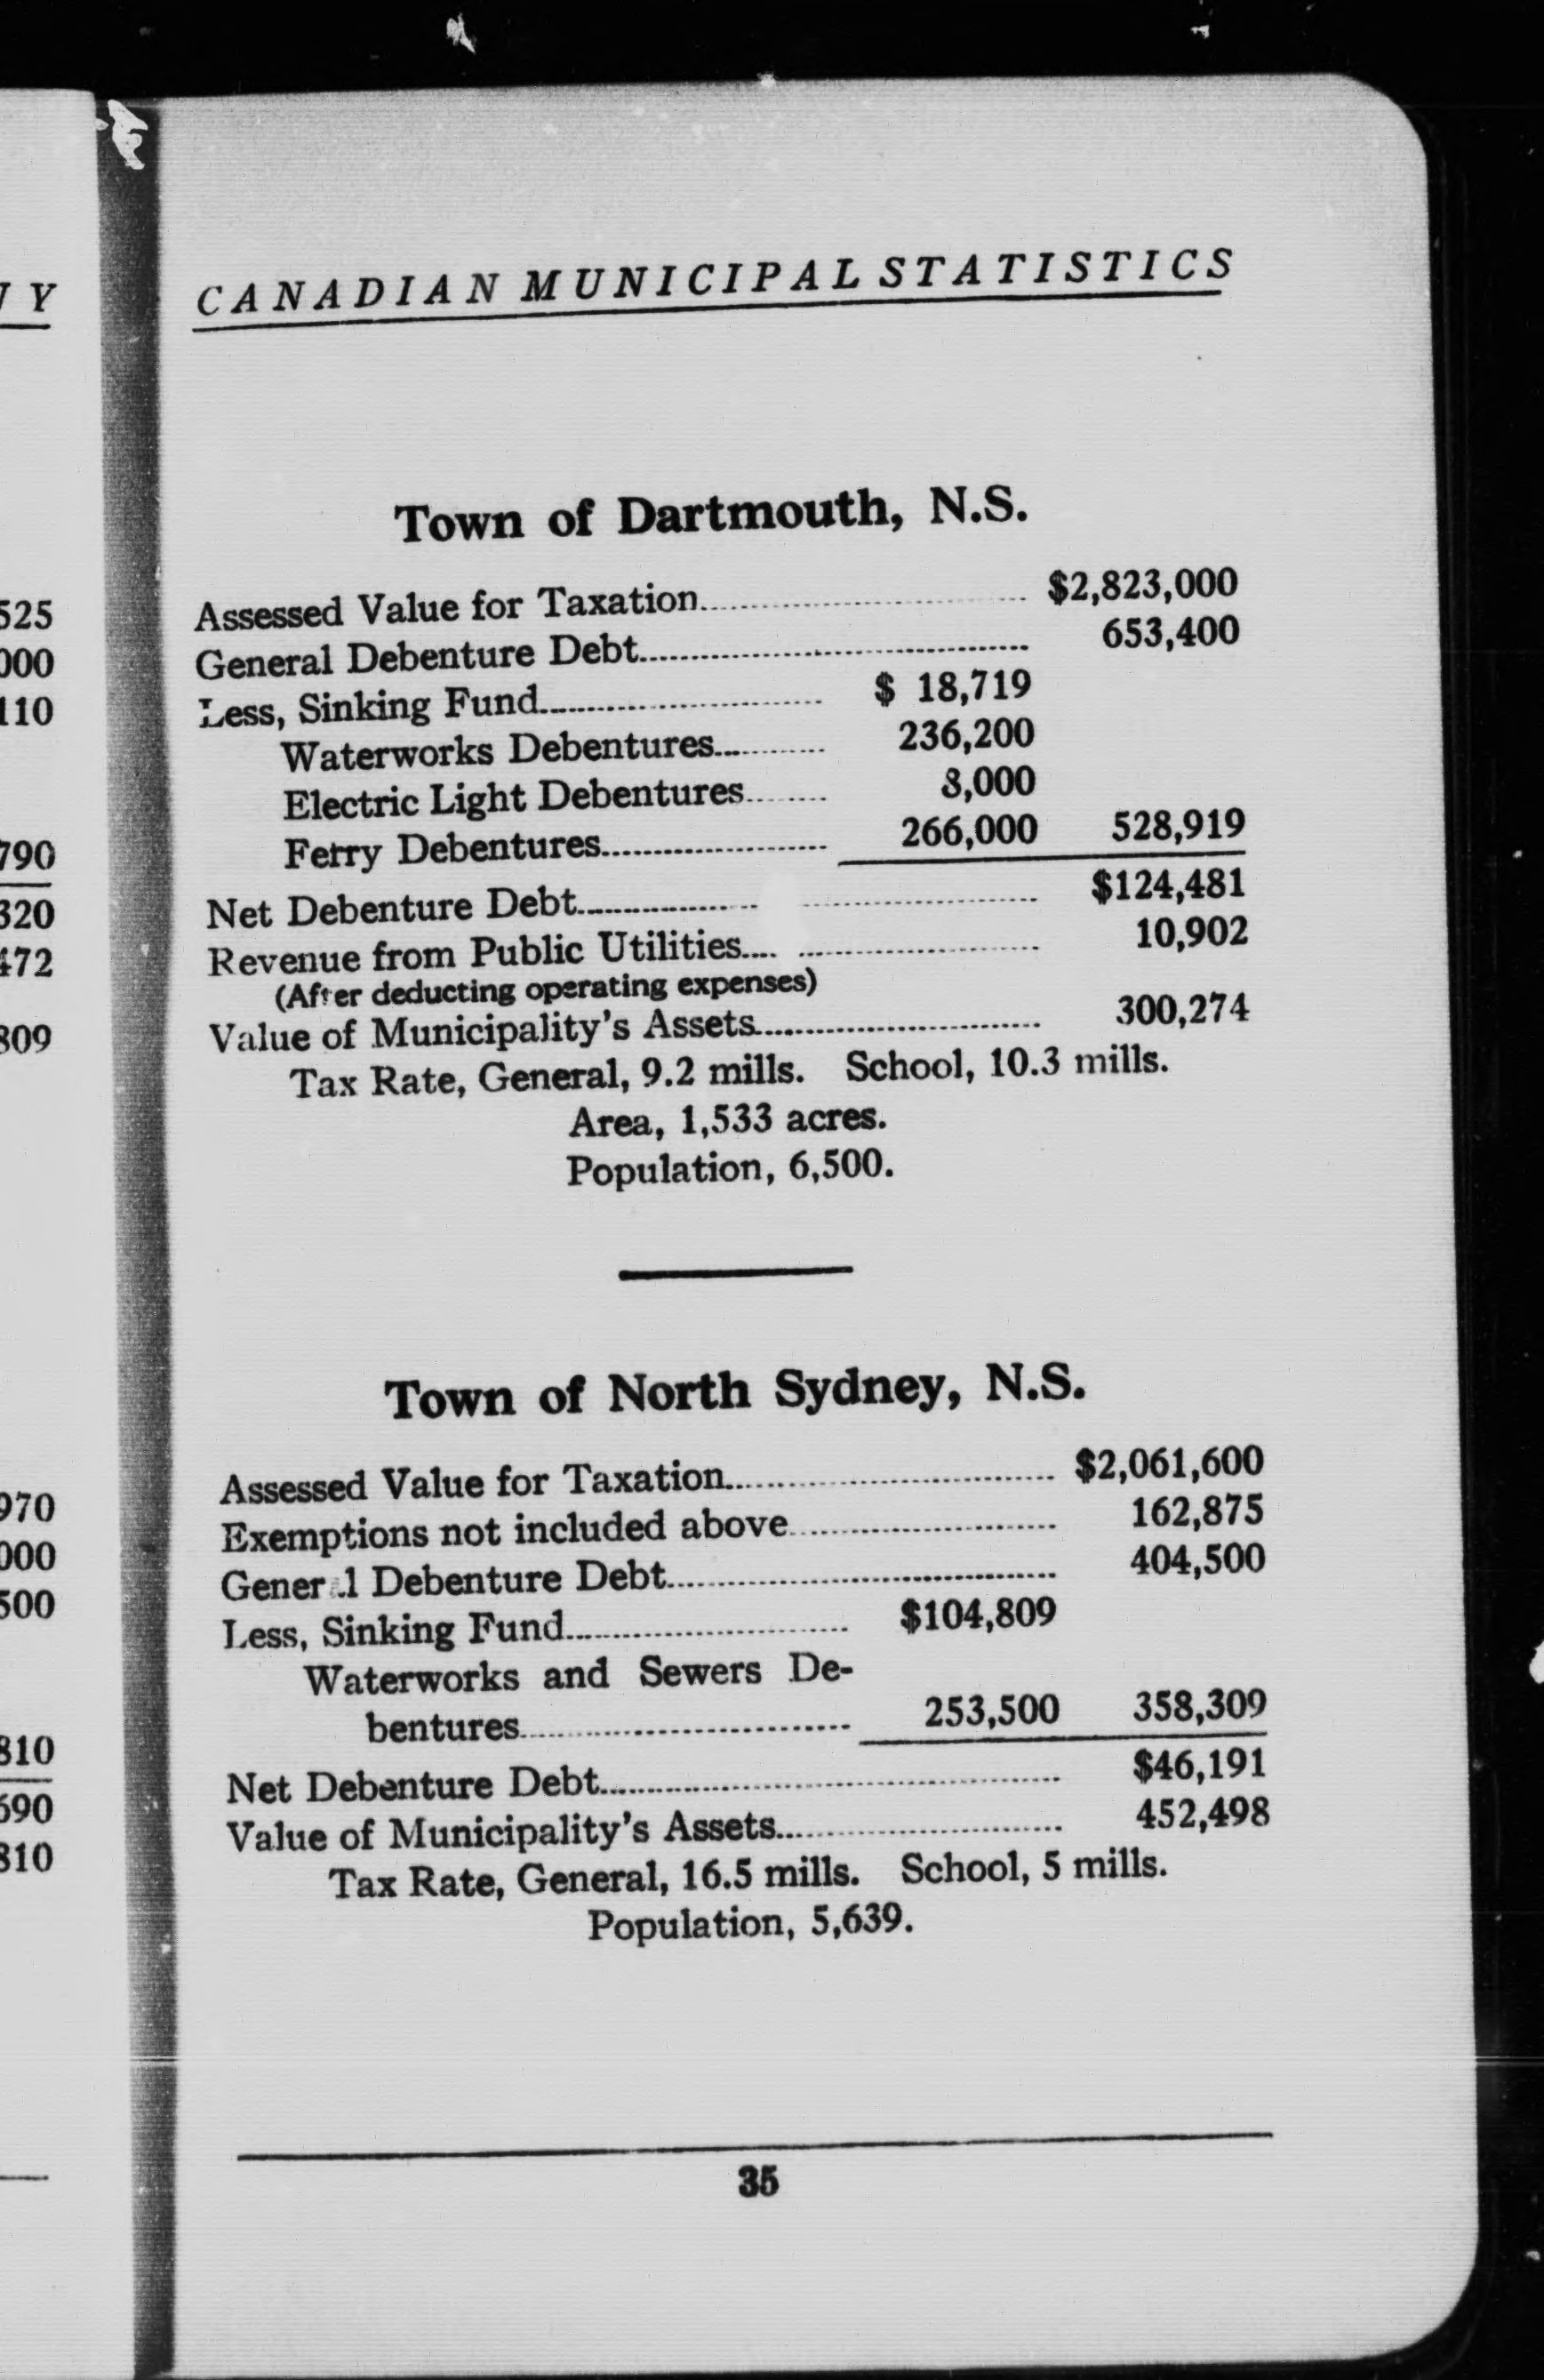 CANADIAN MUNICIPAL STATISTICS
Town of Dartmouth, N.S.
Assessed Value for Taxation $2,823,000
General Debenture Debt 653,400
Less, Sinking Fund $ 18,719
Waterworks Debentures 236,200
Electric Light Debentures 8,000
Ferry Debentures 266,000 528,919
Net Debenture Debt $124,481
Revenue from Public Utilities 10,902
(After deducting operating expenses)
Value of Municipality's Assets 300,274
Tax Rate, General, 9.2 mills. School, 10.3 mills.
Area, 1,533 acres.
Population, 6,500.
Town of North Sydney, N.S.
Assessed Value for Taxation $2,061,600
Exemptions not included above 162,875
General Debenture Debt 404,500
Less, Sinking Fund $104,809
Waterworks and Sewers De-
bentures 253,500 358,309
Net Debenture Debt $46,191
Value of Municipality's Assets 452,498
Tax Rate, General, 16.5 mills. School, 5 mills.
Population, 5,639.
35